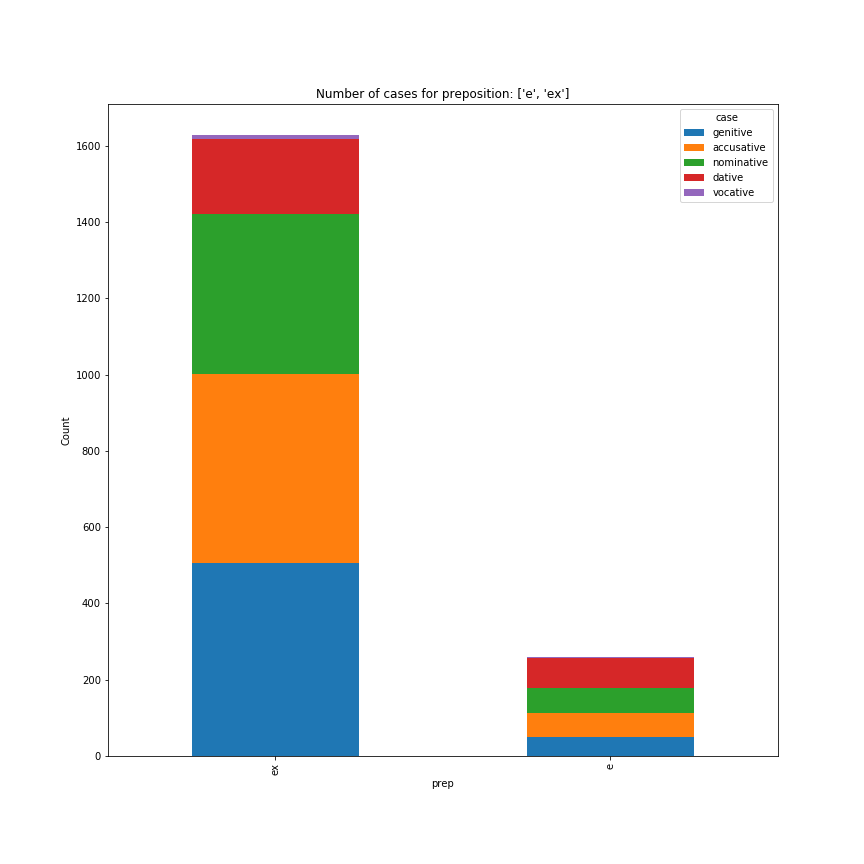 Number of cases for preposition: ['e', 'ex']
case
genitive
accusative
nominative
dative
vocative
1600
1400
1200
1000
800
600
400
200
0
Count
ex
e
prep